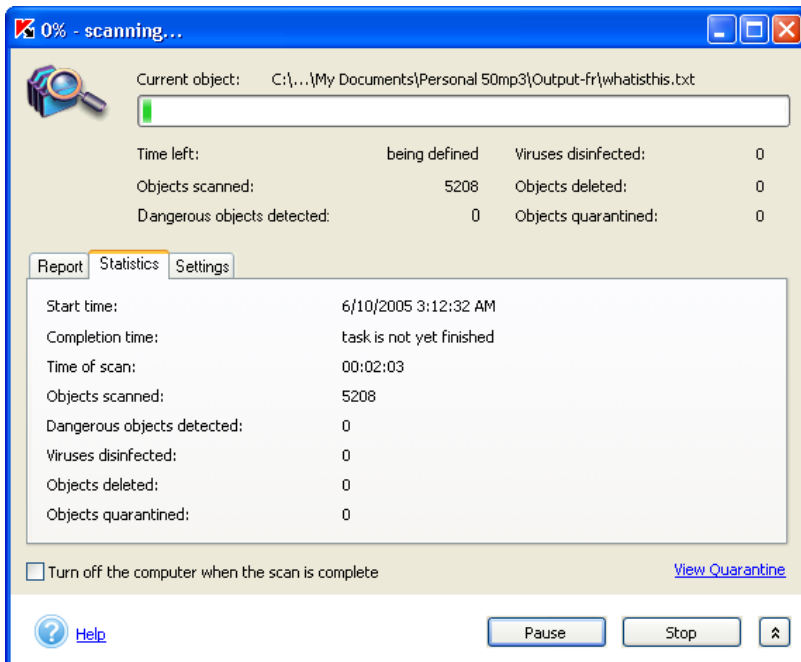 0% - scanning...
Current object: C:\...\My Documents\Personal 50mp3\Output-fr\whatisthis.txt
Time left: being defined Viruses disinfected: 0
Objects scanned: 5208 Objects deleted: 0
Dangerous objects detected: 0 Objects quarantined: 0
Report Statistics Settings
Start time: 6/10/2005 3:12:32 AM
Completion time: task is not yet finished
Time of scan: 00:02:03
Objects scanned: 5208
Dangerous objects detected: 0
Viruses disinfected: 0
Objects deleted: 0
Objects quarantined: 0
Turn off the computer when the scan is complete View Quarantine
Help Pause Stop